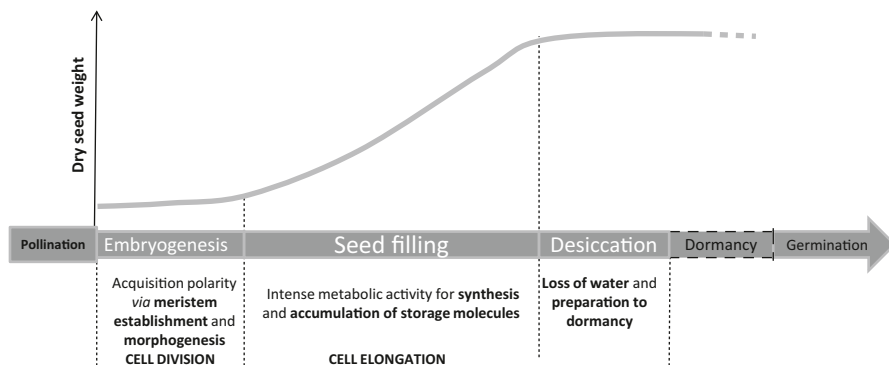 Dry seed weight
Pollination
Embryogenesis
Seed filling
Desiccation
Dormancy
Germination
Acquisition polarity
via meristem
establishment and
morphogenesis
CELL DIVISION
Intense metabolic activity for synthesis
and accumulation of storage molecules
CELL ELONGATION
Loss of water and
preparation to
dormancy